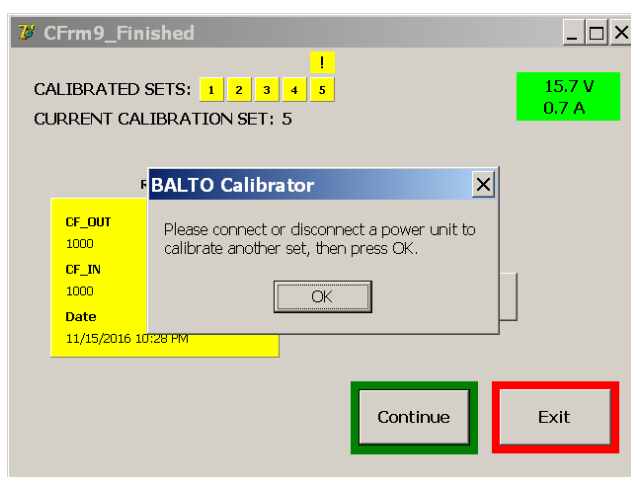 CFrm9_Finished
!
CALIBRATED SETS: 1 2 3 4 5
15.7 V
0.7 A
CURRENT CALIBRATION SET: 5
BALTO Calibrator
CF_OUT
1000
Please connect or disconnect a power unit to
calibrate another set, then press OK.
CF_IN
1000
OK
Date
11/15/2016 10:28 PM
Continue
Exit